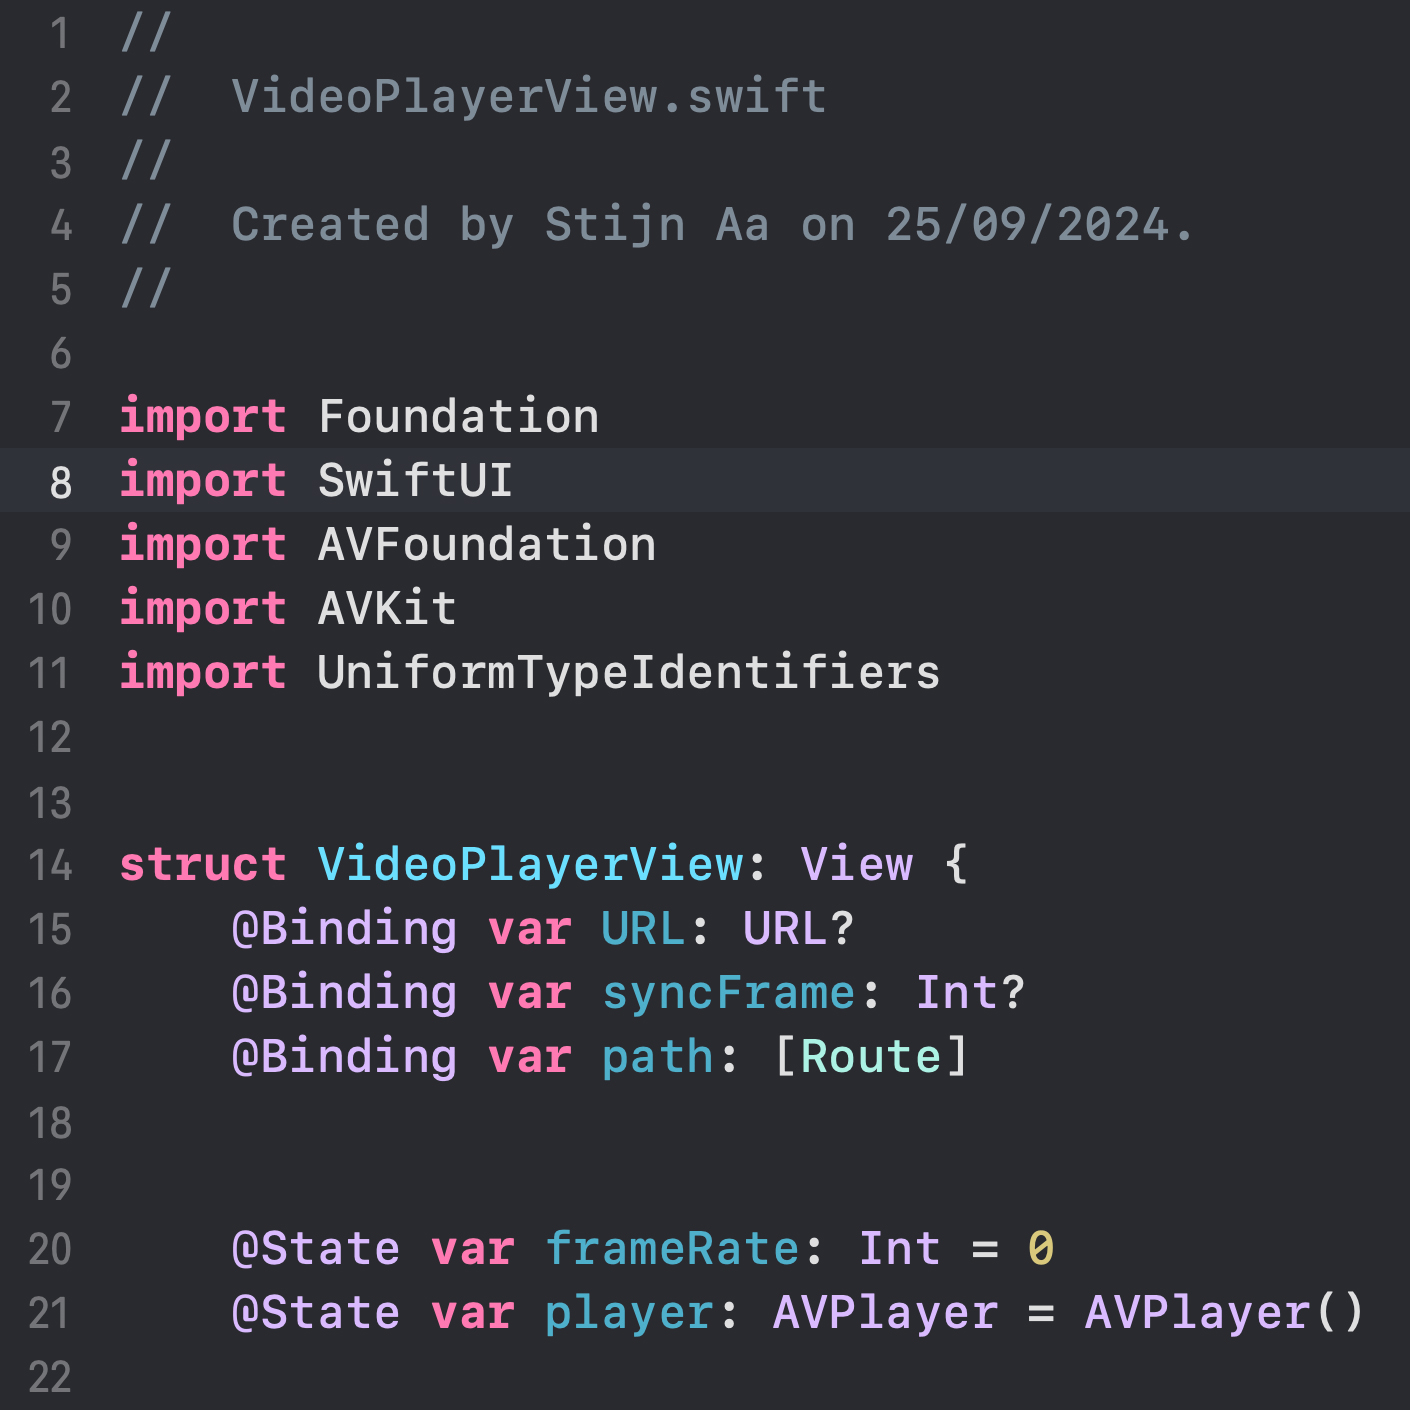 1 //
2 //  VideoPlayerView.swift
3 //
4 //  Created by Stijn Aa on 25/09/2024.
5 //
6
7 import Foundation
8 import SwiftUI
9 import AVFoundation
10 import AVKit
11 import UniformTypeIdentifiers
12
13
14 struct VideoPlayerView: View {
15     @Binding var URL: URL?
16     @Binding var syncFrame: Int?
17     @Binding var path: [Route]
18
19
20     @State var frameRate: Int = 0
21     @State var player: AVPlayer = AVPlayer()
22